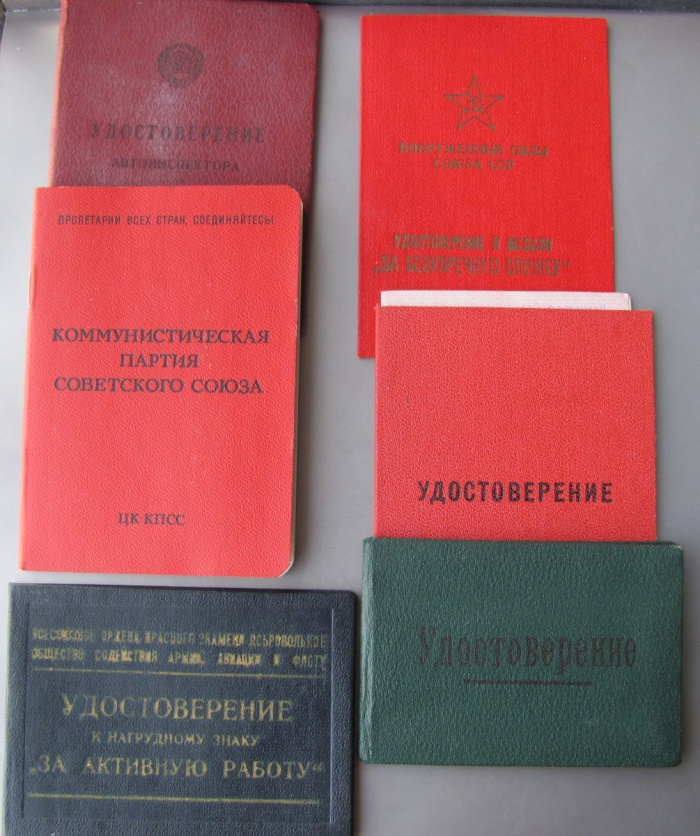 УДОСТОВЕРЕНИЕ
АВТОИНСПЕКТОРА
ВООРУЖЕННЫЕ СИЛЫ
СОЮЗА ССР
УДОСТОВЕРЕНИЕ К МЕДАЛИ
„ЗА БЕЗУПРЕЧНУЮ СЛУЖБУ“
ПРОЛЕТАРИИ ВСЕХ СТРАН, СОЕДИНЯЙТЕСЬ!
КОММУНИСТИЧЕСКАЯ
ПАРТИЯ
СОВЕТСКОГО СОЮЗА
ЦК КПСС
УДОСТОВЕРЕНИЕ
Удостоверение
ВСЕСОЮЗНОЕ ОРДЕНА КРАСНОГО ЗНАМЕНИ ДОБРОВОЛЬНОЕ
ОБЩЕСТВО СОДЕЙСТВИЯ АРМИИ, АВИАЦИИ И ФЛОТУ
УДОСТОВЕРЕНИЕ
К НАГРУДНОМУ ЗНАКУ
„ЗА АКТИВНУЮ РАБОТУ“